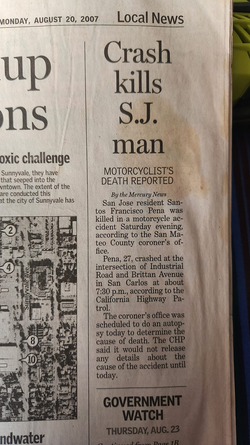 MONDAY, AUGUST 20, 2007
Local News
up
ons
oxic challenge
Sunnyvale, they have
that seeped into the
wntown. The extent of the
are conducted this
at the city of Sunnyvale has
2
4
8
10
ndwater
Crash
kills
S.J.
man
MOTORCYCLIST'S
DEATH REPORTED
By the Mercury News
San Jose resident San-
tos Francisco Pena was
killed in a motorcycle ac-
cident Saturday evening,
according to the San Ma-
teo County coroner's of-
fice.
Pena, 27, crashed at the
intersection of Industrial
Road and Brittan Avenue
in San Carlos at about
7:30 p.m., according to the
California Highway Pa-
trol.
The coroner's office was
scheduled to do an autop-
sy today to determine the
cause of death. The CHP
said it would not release
any details about the
cause of the accident until
today.
GOVERNMENT
WATCH
THURSDAY, AUG. 23